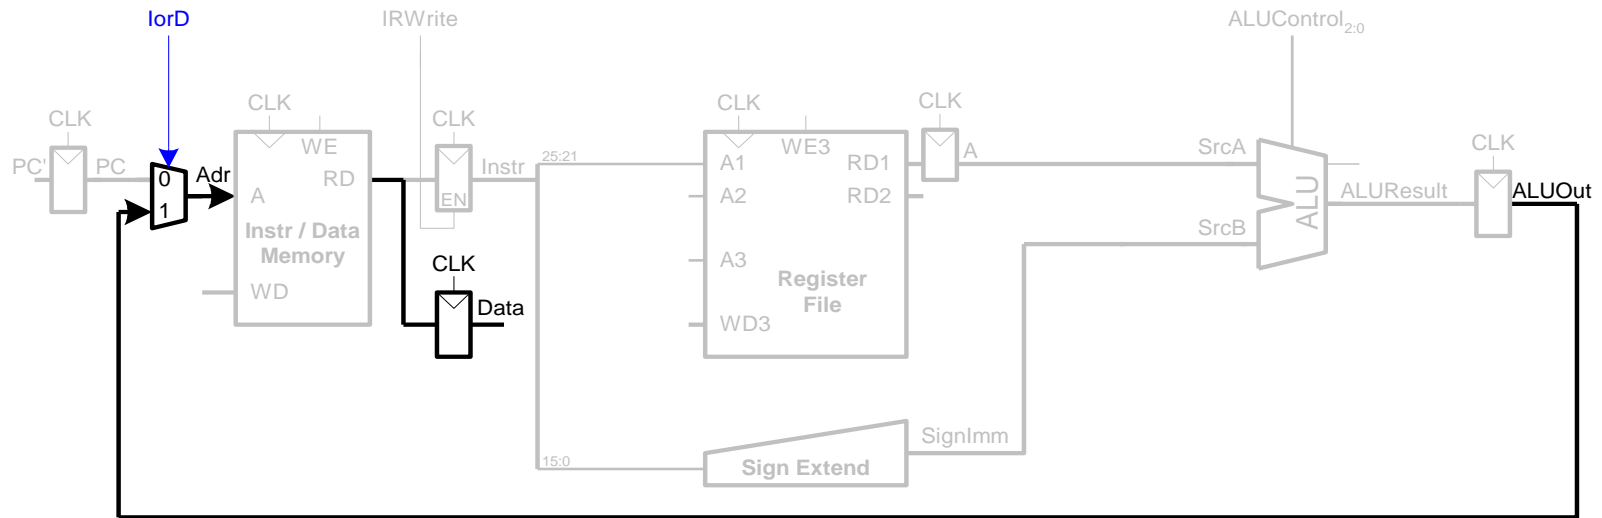 IorD
IRWrite
ALUControl2:0
CLK
CLK
CLK
CLK
CLK
CLK
PC'
PC
0
1
Adr
WE
RD
A
Instr / Data
Memory
WD
EN
Instr
CLK
Data
25:21
15:0
A1
A2
A3
WD3
WE3
RD1
RD2
Register
File
A
SrcA
SrcB
ALU
ALUResult
ALUOut
SignImm
Sign Extend